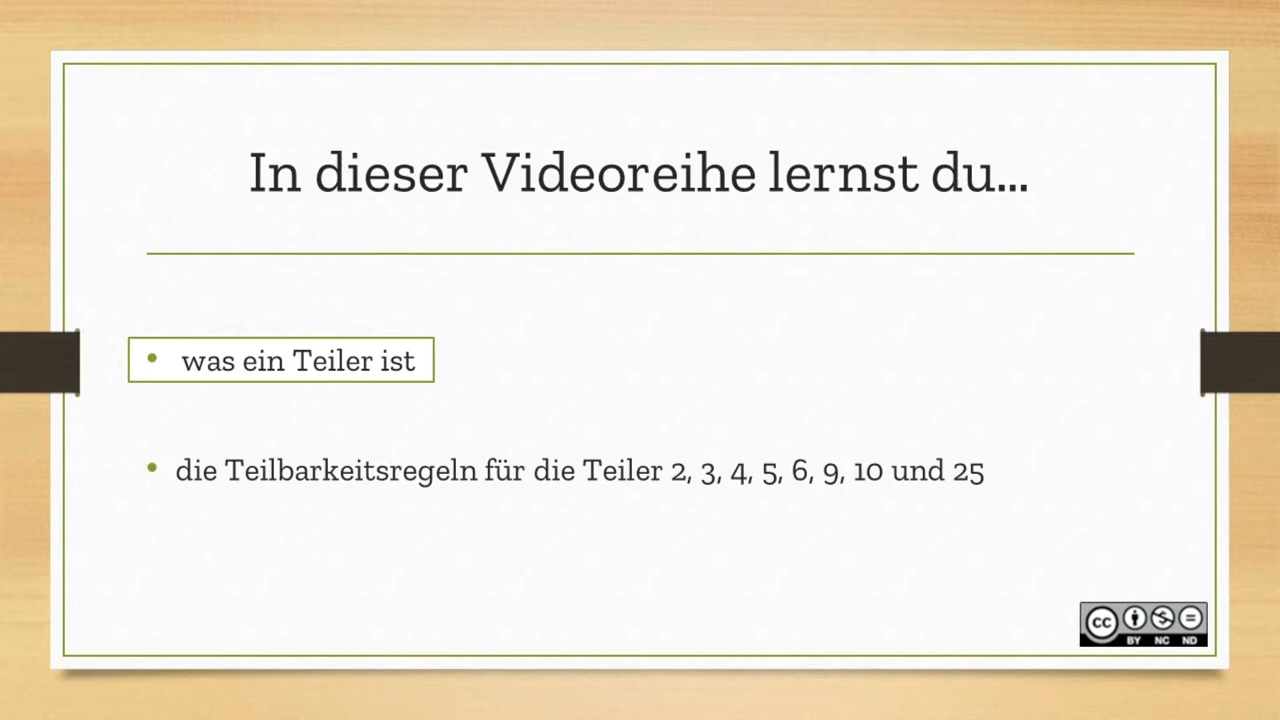 In dieser Videoreihe lernst du...
• was ein Teiler ist
• die Teilbarkeitsregeln für die Teiler 2, 3, 4, 5, 6, 9, 10 und 25
cc
BY NC ND